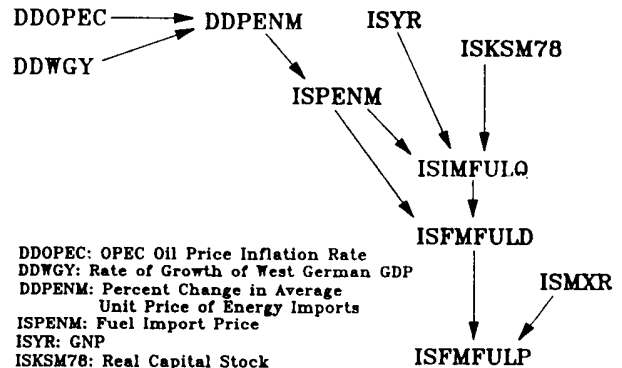 DDOPEC
DDPENM
ISYR
DDWGY
ISKSM78
ISPENM
ISIMFULQ
ISFMFULD
ISMXR
ISFMFULP
DDOPEC: OPEC Oil Price Inflation Rate
DDWGY: Rate of Growth of West German GDP
DDPENM: Percent Change in Average
Unit Price of Energy Imports
ISPENM: Fuel Import Price
ISYR: GNP
ISKSM78: Real Capital Stock